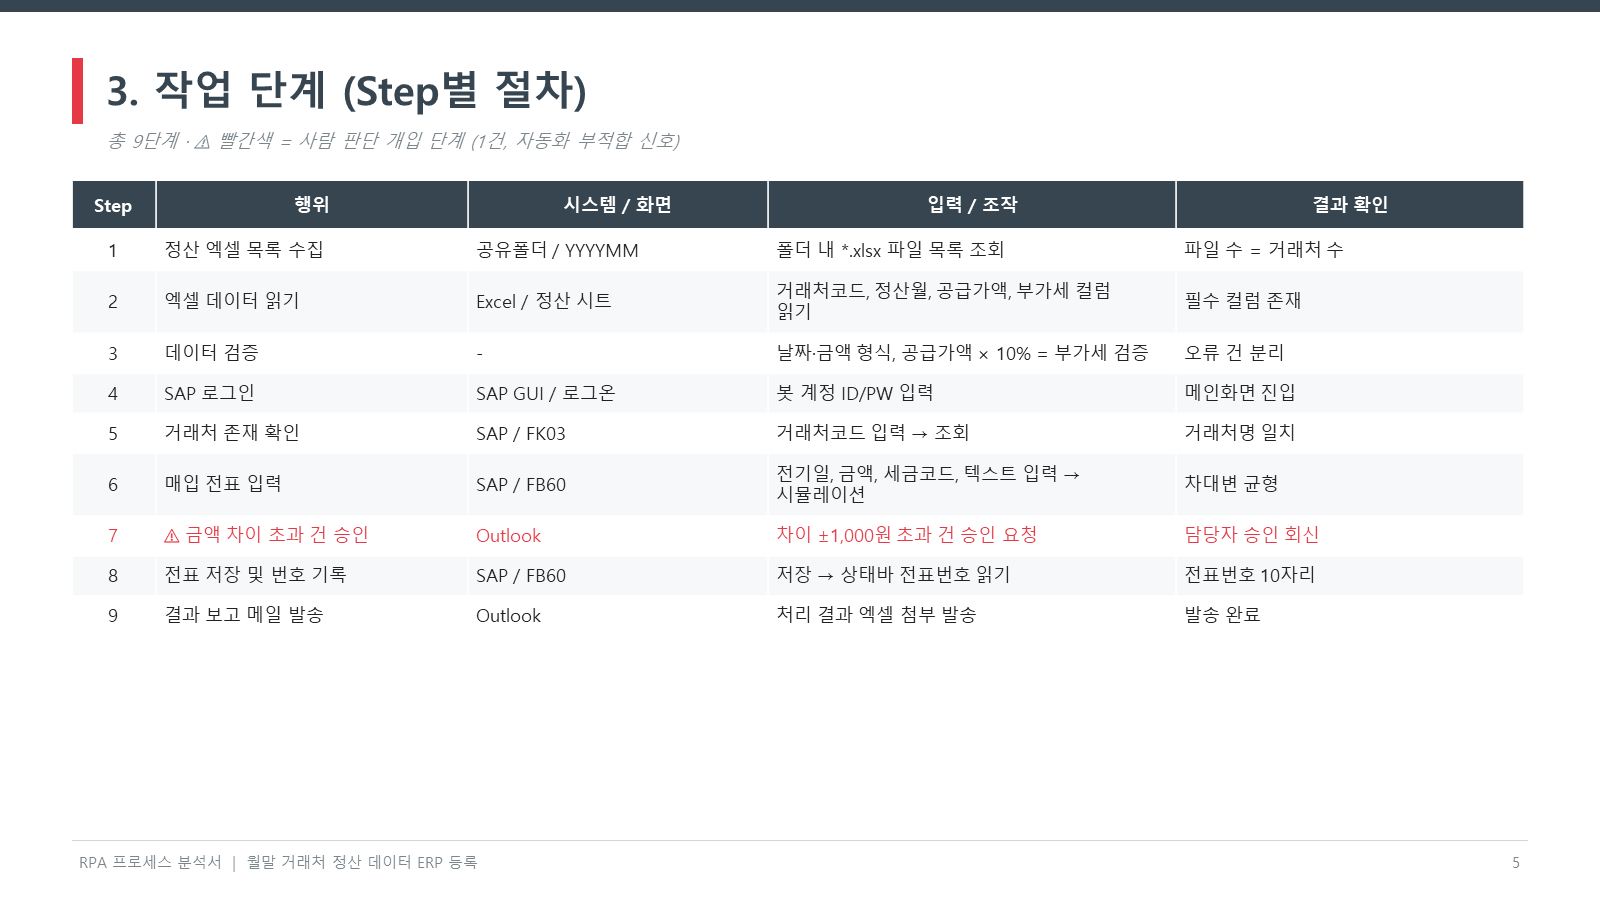 3. 작업 단계 (Step별 절차)
총 9단계 · ⚠ 빨간색 = 사람 판단 개입 단계 (1건, 자동화 부적합 신호)
Step 행위 시스템 / 화면 입력 / 조작 결과 확인
1 정산 엑셀 목록 수집 공유폴더 / YYYYMM 폴더 내 *.xlsx 파일 목록 조회 파일 수 = 거래처 수
2 엑셀 데이터 읽기 Excel / 정산 시트 거래처코드, 정산월, 공급가액, 부가세 컬럼 필수 컬럼 존재
읽기
3 데이터 검증 - 날짜·금액 형식, 공급가액 × 10% = 부가세 검증 오류 건 분리
4 SAP 로그인 SAP GUI / 로그온 봇 계정 ID/PW 입력 메인화면 진입
5 거래처 존재 확인 SAP / FK03 거래처코드 입력 → 조회 거래처명 일치
6 매입 전표 입력 SAP / FB60 전기일, 금액, 세금코드, 텍스트 입력 → 차대변 균형
시뮬레이션
7 ⚠ 금액 차이 초과 건 승인 Outlook 차이 ±1,000원 초과 건 승인 요청 담당자 승인 회신
8 전표 저장 및 번호 기록 SAP / FB60 저장 → 상태바 전표번호 읽기 전표번호 10자리
9 결과 보고 메일 발송 Outlook 처리 결과 엑셀 첨부 발송 발송 완료
RPA 프로세스 분석서 | 월말 거래처 정산 데이터 ERP 등록 5